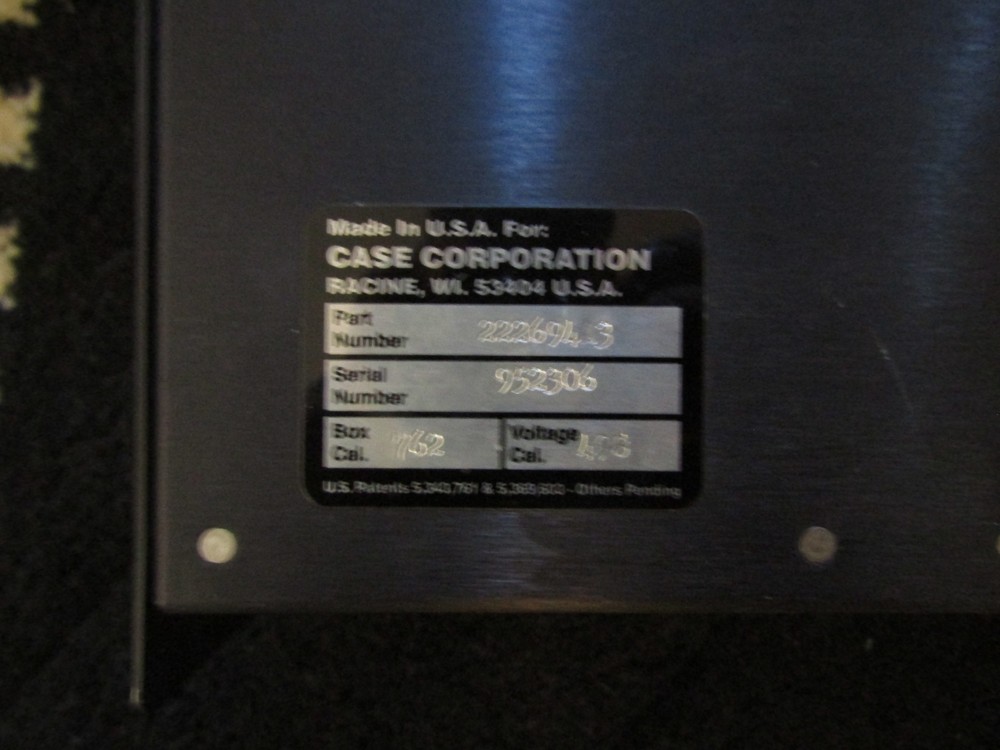 Made In U.S.A. For:
CASE CORPORATION
RACINE, WI. 53404 U.S.A.
Part
Number
Serial
Number 952306
Box
Cal. 762
Voltage
Cal.
U.S. Patents & - Others Pending